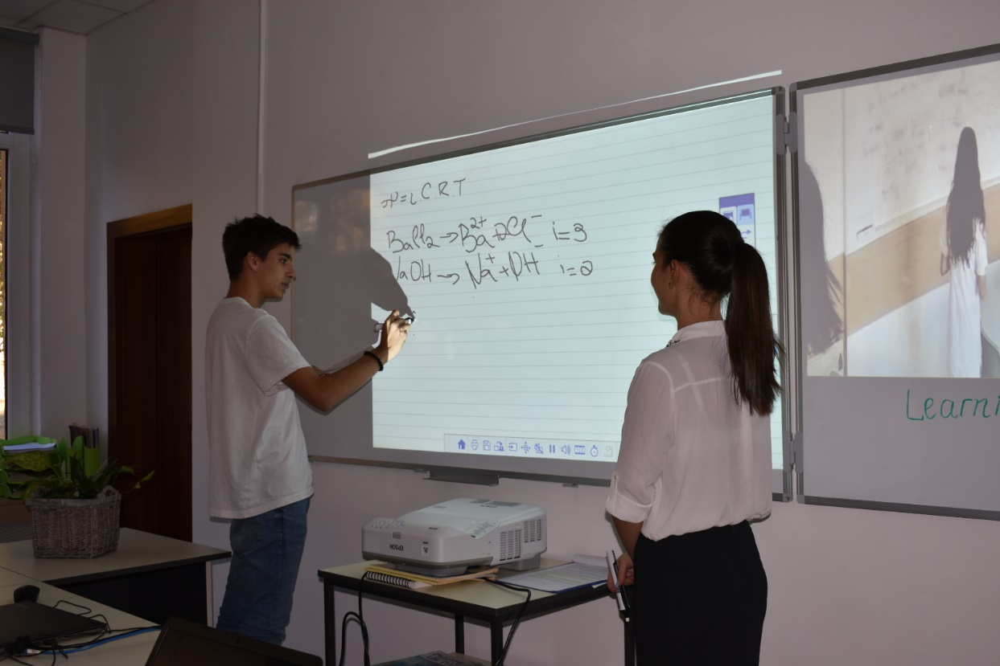 π = i C.R.T
BaCl2 → Ba2+ + 2Cl- i=3
NaOH → Na+ + OH- i=2
Learni
EPSON